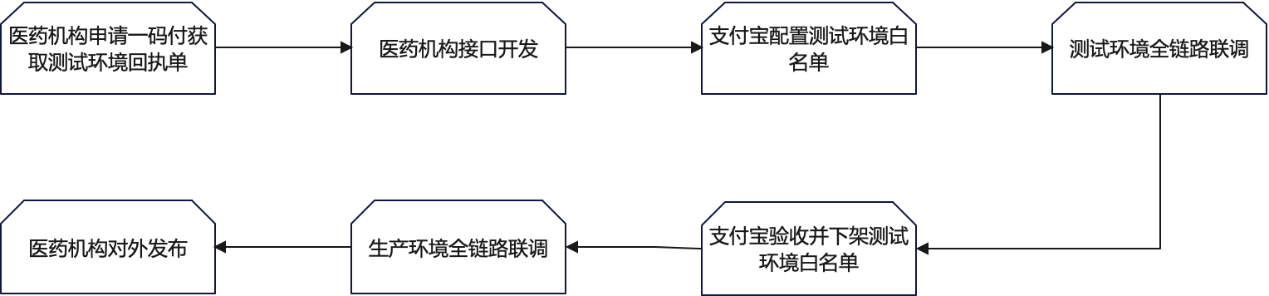 医药机构申请一码付获
取测试环境回执单
医药机构接口开发
支付宝配置测试环境白
名单
测试环境全链路联调
支付宝验收并下架测试
环境白名单
生产环境全链路联调
医药机构对外发布